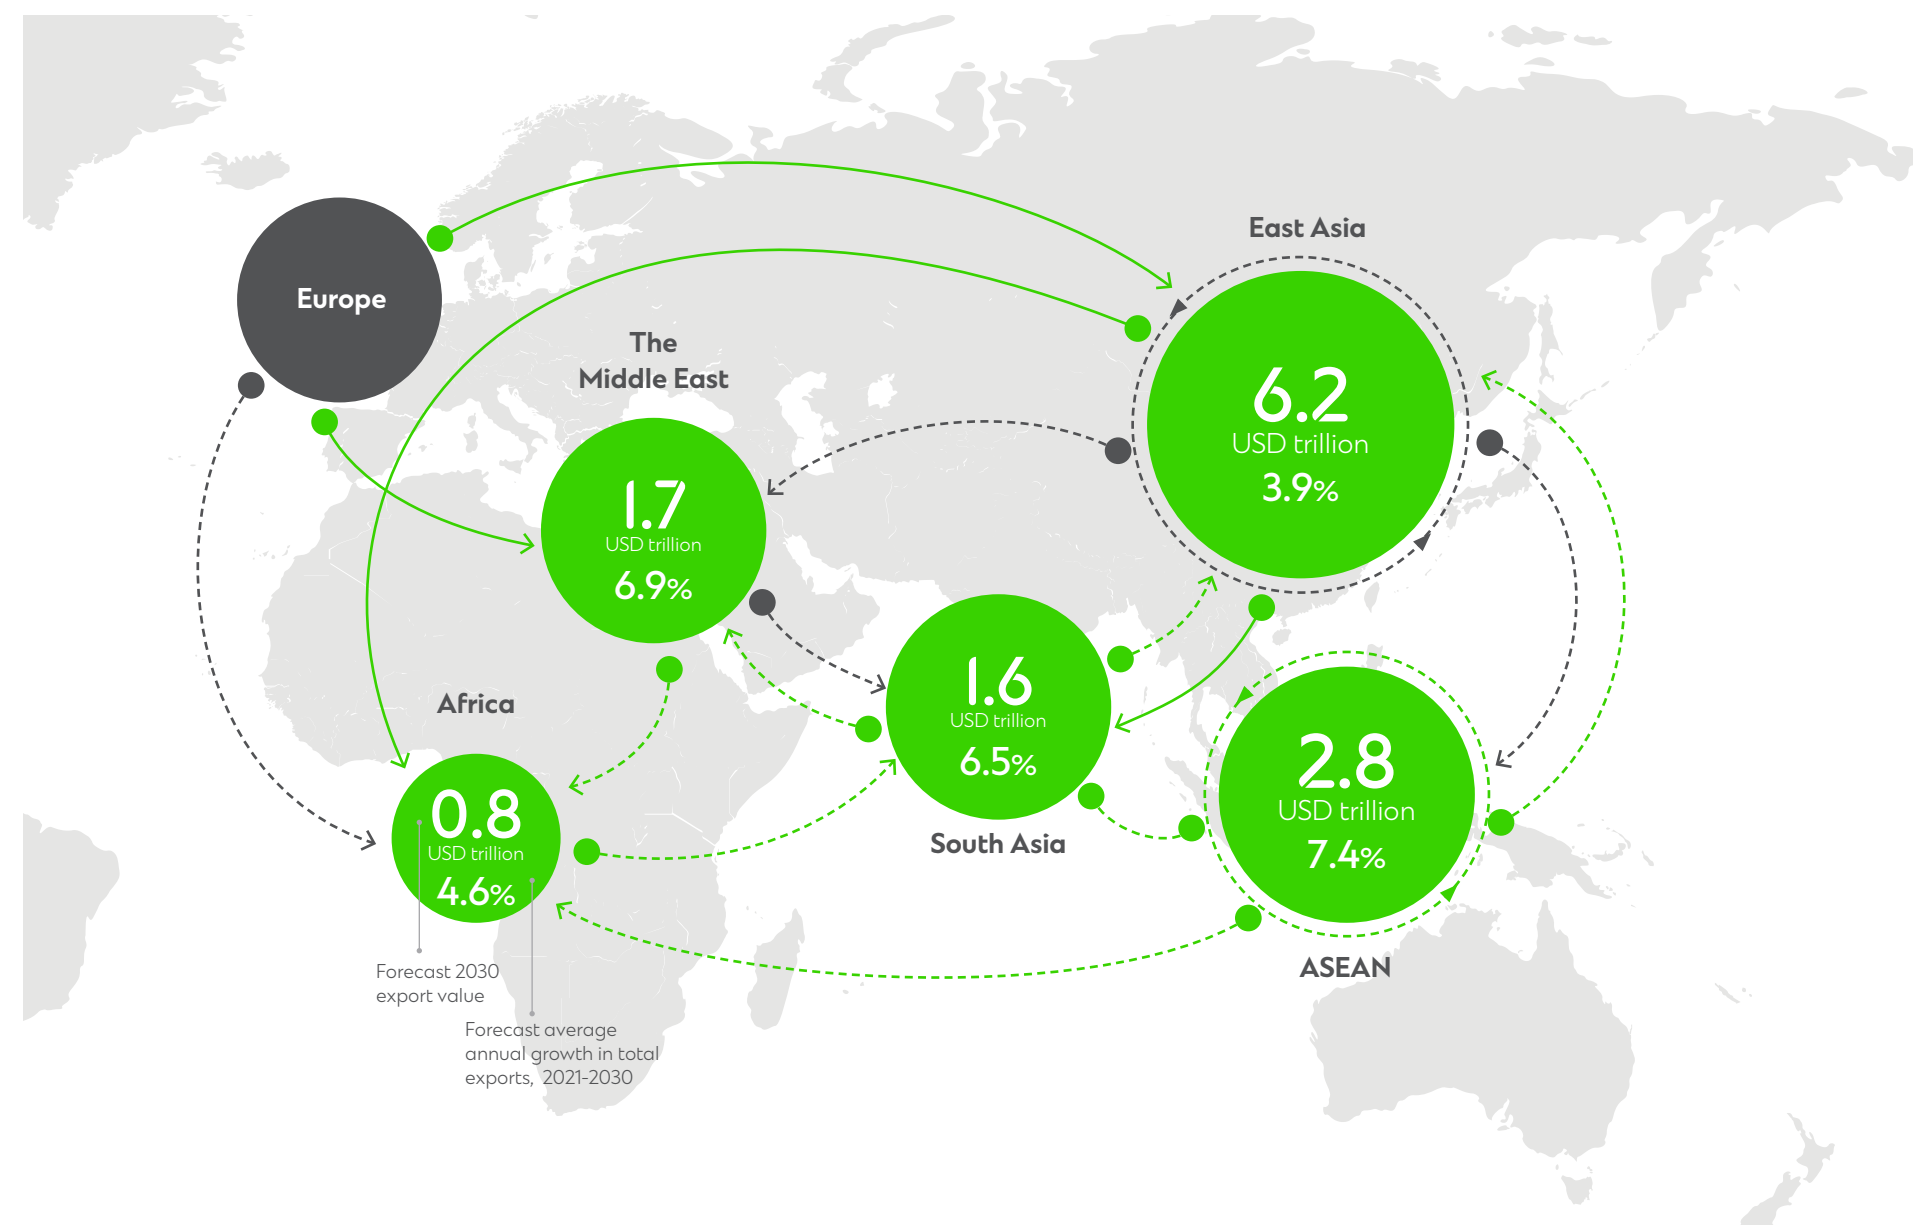 East Asia
Europe
The
Middle East
6.2
USD trillion
3.9%
1.7
USD trillion
6.9%
1.6
USD trillion
6.5%
South Asia
Africa
0.8
USD trillion
4.6%
2.8
USD trillion
7.4%
ASEAN
Forecast 2030
export value
Forecast average
annual growth in total
exports, 2021-2030